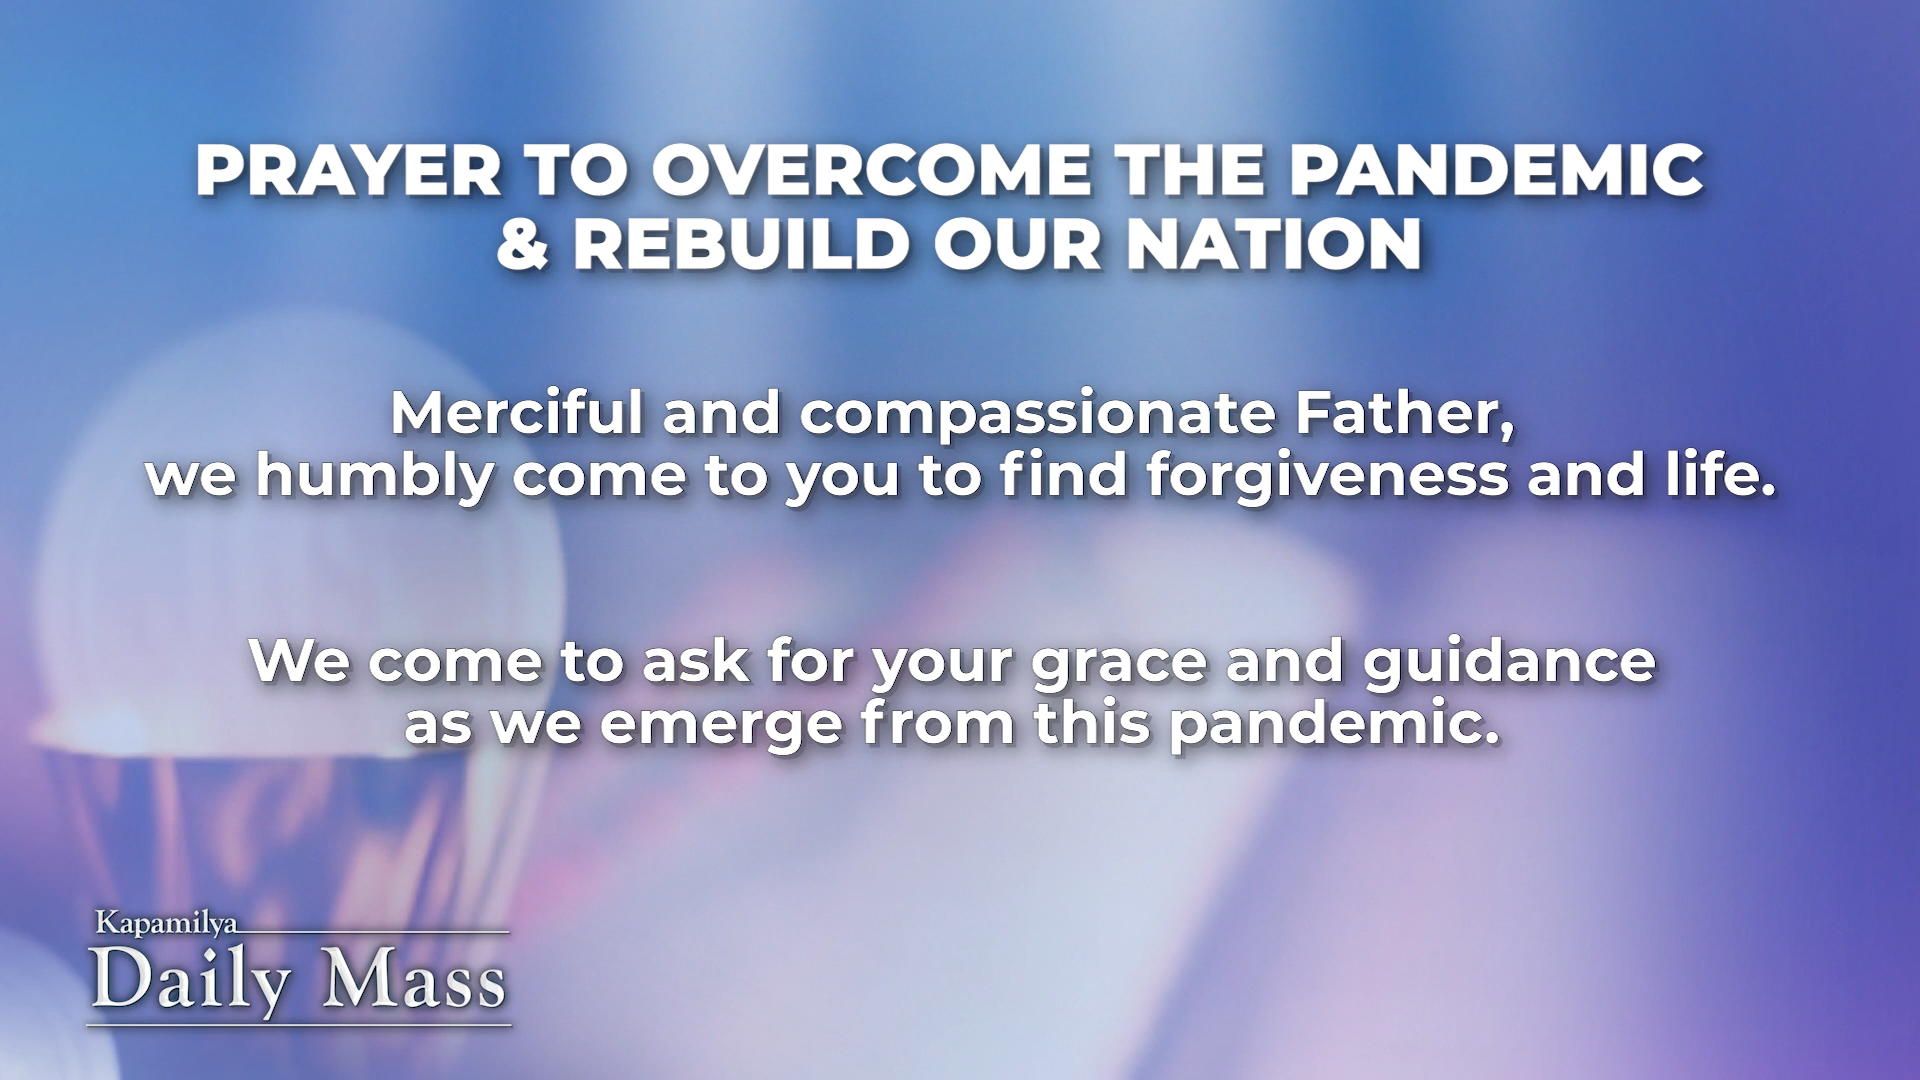 PRAYER TO OVERCOME THE PANDEMIC
& REBUILD OUR NATION
Merciful and compassionate Father,
we humbly come to you to find forgiveness and life.
We come to ask for your grace and guidance
as we emerge from this pandemic.
Kapamilya
Daily Mass